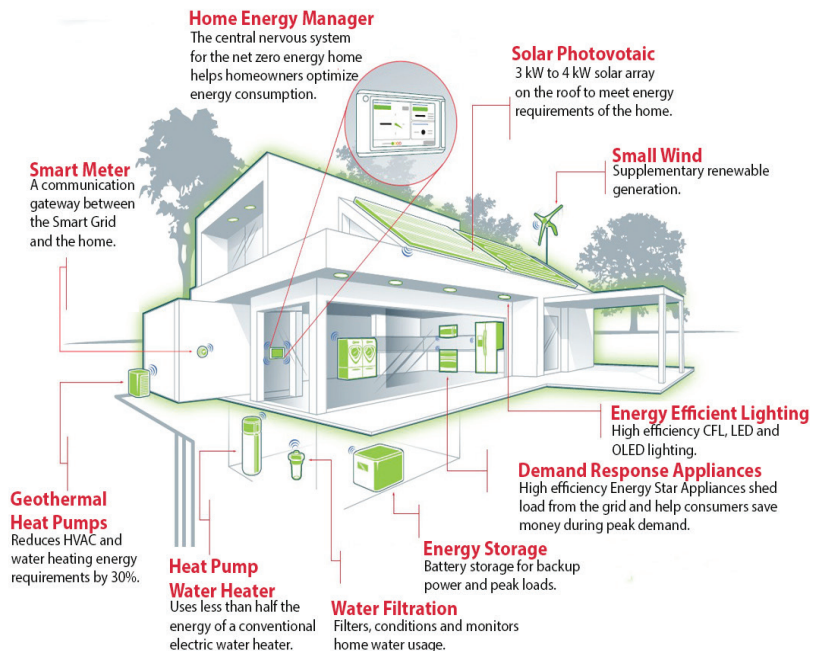 Home Energy Manager
The central nervous system
for the net zero energy home
helps homeowners optimize
energy consumption.
Solar Photovotaic
3 kW to 4 kW solar array
on the roof to meet energy
requirements of the home.
Small Wind
Supplementary renewable
generation.
Smart Meter
A communication
gateway between
the Smart Grid
and the home.
Energy Efficient Lighting
High efficiency CFL, LED and
OLED lighting.
Demand Response Appliances
High efficiency Energy Star Appliances shed
load from the grid and help consumers save
money during peak demand.
Geothermal
Heat Pumps
Reduces HVAC and
water heating energy
requirements by 30%.
Heat Pump
Water Heater
Uses less than half the
energy of a conventional
electric water heater.
Energy Storage
Battery storage for backup
power and peak loads.
Water Filtration
Filters, conditions and monitors
home water usage.